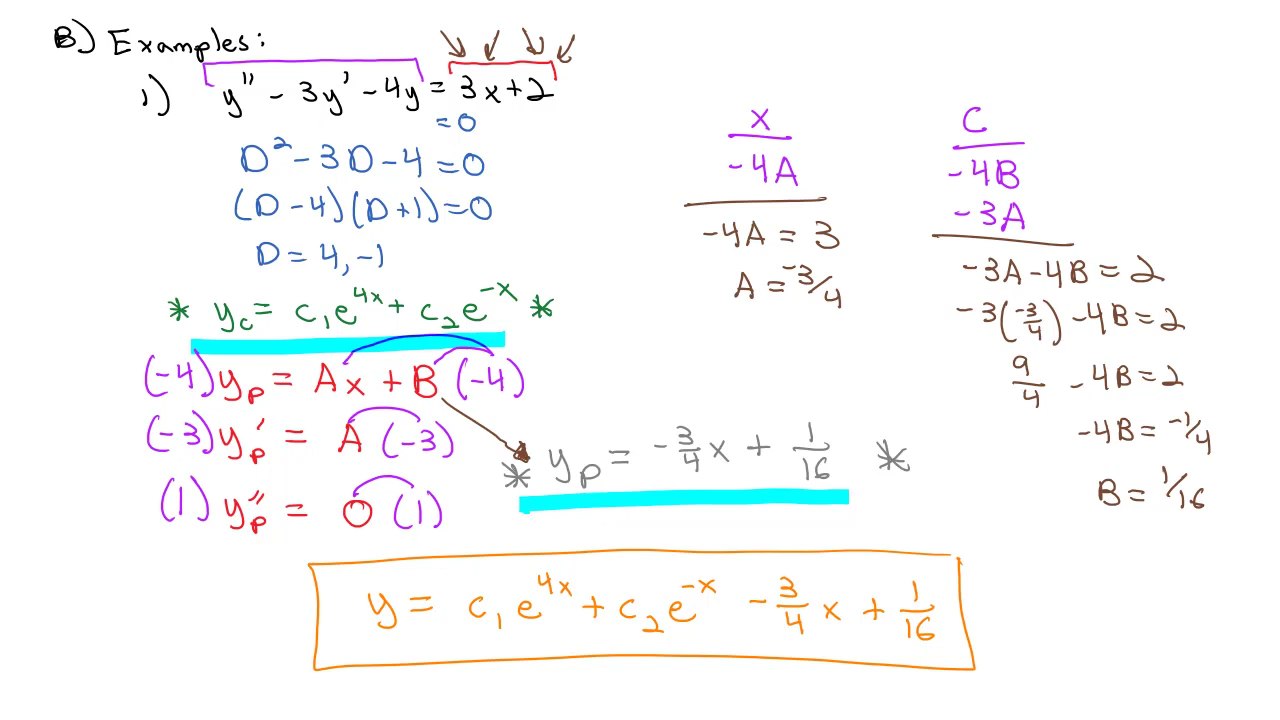 B) Examples:
1) y'' - 3y' - 4y = 3x + 2
= 0
D² - 3D - 4 = 0
(D - 4)(D + 1) = 0
D = 4, -1
* y_c = c₁e^{4x} + c₂e^{-x} *
(-4) y_p = Ax + B (-4)
(-3) y_p' = A (-3)
(1) y_p'' = 0 (1)
x
-4A
-4A = 3
A = -3/4
C
-4B
-3A
-3A - 4B = 2
-3(-3/4) - 4B = 2
9/4 - 4B = 2
-4B = -1/4
B = 1/16
* y_p = -3/4 x + 1/16 *
y = c₁e^{4x} + c₂e^{-x} - 3/4 x + 1/16